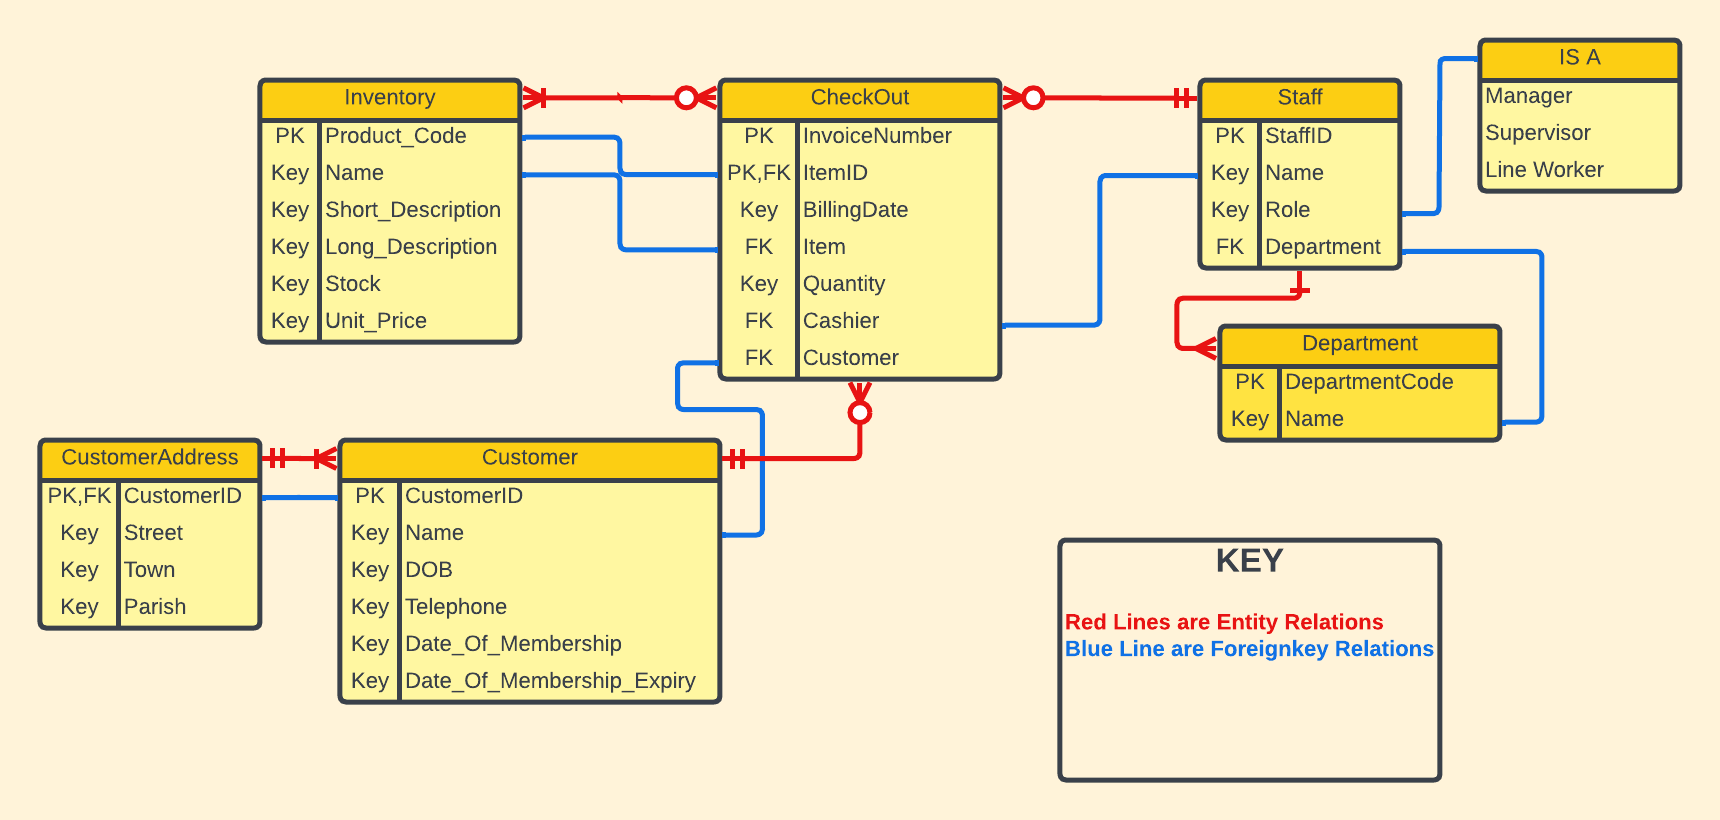 Inventory
PK Product_Code
Key Name
Key Short_Description
Key Long_Description
Key Stock
Key Unit_Price
CheckOut
PK InvoiceNumber
PK,FK ItemID
Key BillingDate
FK Item
Key Quantity
FK Cashier
FK Customer
Staff
PK StaffID
Key Name
Key Role
FK Department
IS A
Manager
Supervisor
Line Worker
Department
PK DepartmentCode
Key Name
CustomerAddress
PK,FK CustomerID
Key Street
Key Town
Key Parish
Customer
PK CustomerID
Key Name
Key DOB
Key Telephone
Key Date_Of_Membership
Key Date_Of_Membership_Expiry
KEY
Red Lines are Entity Relations
Blue Line are Foreignkey Relations